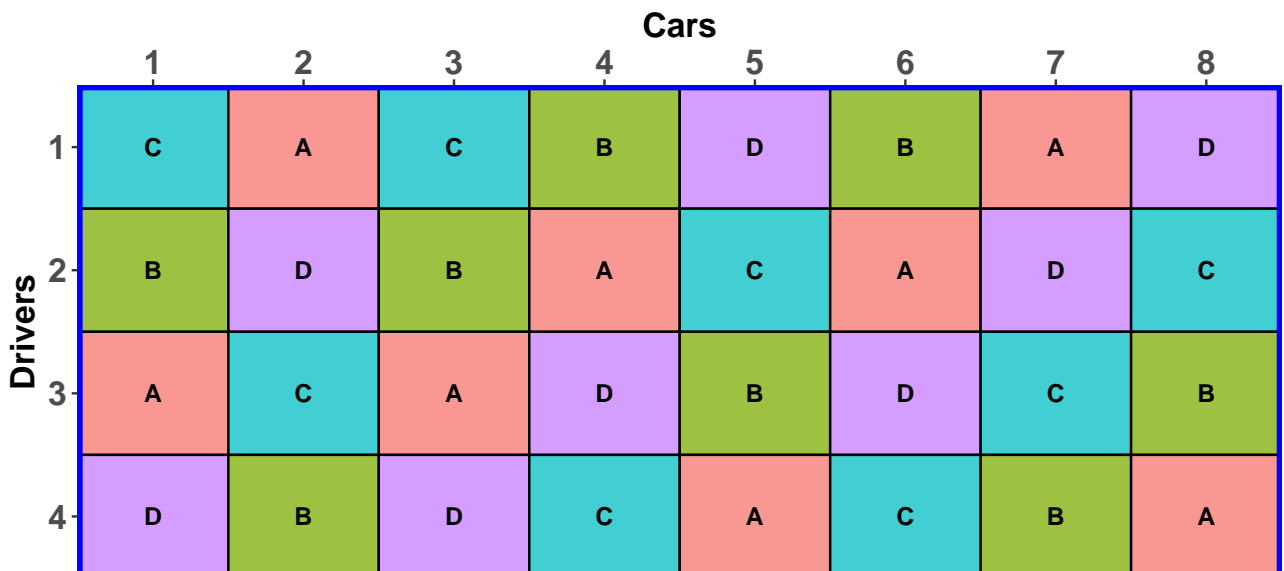 Cars
1 2 3 4 5 6 7 8
1 C A C B D B A D
2 B D B A C A D C
Drivers
3 A C A D B D C B
4 D B D C A C B A